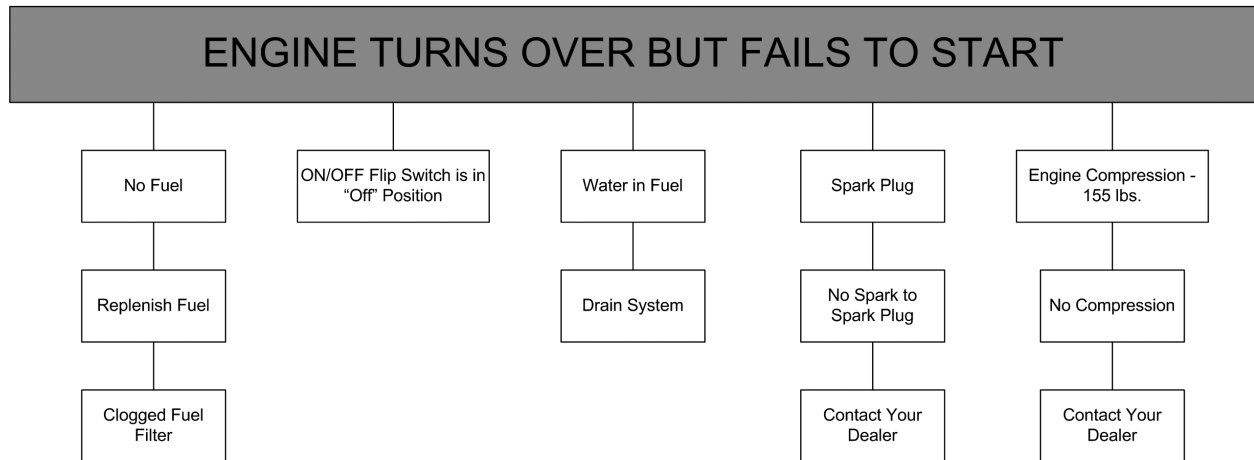 ENGINE TURNS OVER BUT FAILS TO START
No Fuel
ON/OFF Flip Switch is in
“Off” Position
Water in Fuel
Spark Plug
Engine Compression -
155 lbs.
Replenish Fuel
Drain System
No Spark to
Spark Plug
No Compression
Clogged Fuel
Filter
Contact Your
Dealer
Contact Your
Dealer